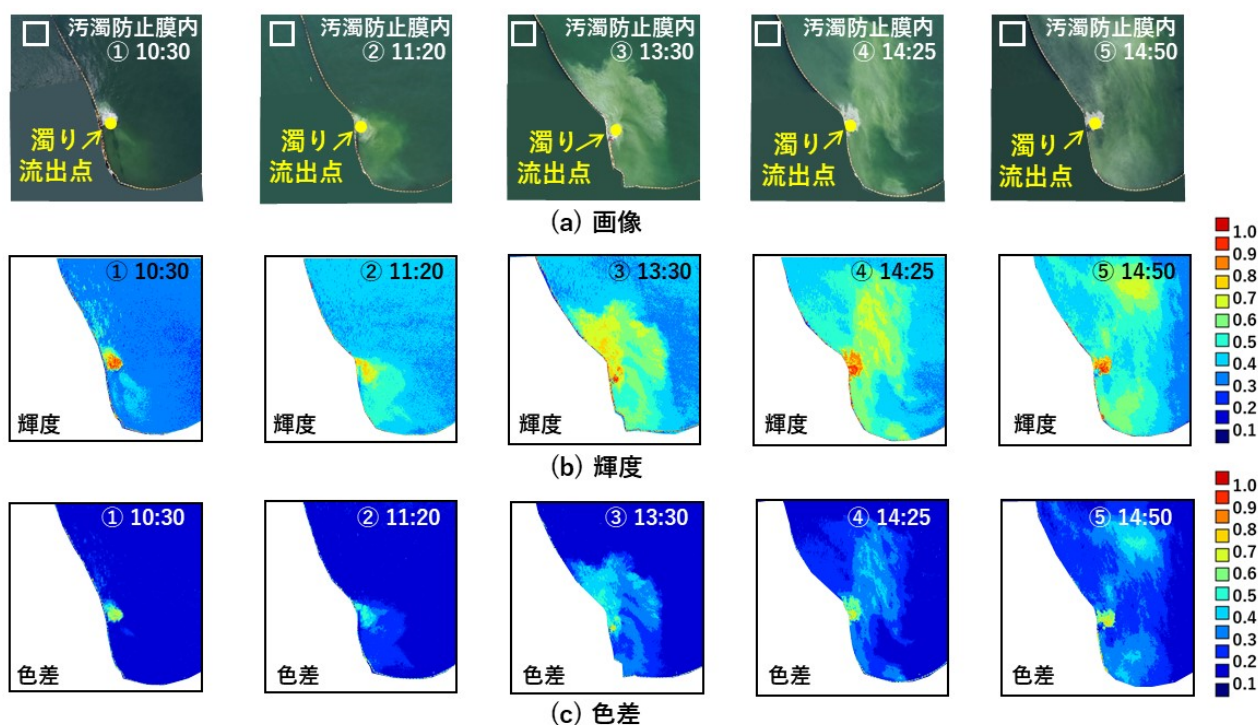 汚濁防止膜内
① 10:30
濁り
流出点
汚濁防止膜内
② 11:20
濁り
流出点
汚濁防止膜内
③ 13:30
濁り
流出点
汚濁防止膜内
④ 14:25
濁り
流出点
汚濁防止膜内
⑤ 14:50
濁り
流出点
(a) 画像
① 10:30
輝度
② 11:20
輝度
③ 13:30
輝度
④ 14:25
輝度
⑤ 14:50
輝度
1.0
0.9
0.8
0.7
0.6
0.5
0.4
0.3
0.2
0.1
(b) 輝度
① 10:30
色差
② 11:20
色差
③ 13:30
色差
④ 14:25
色差
⑤ 14:50
色差
1.0
0.9
0.8
0.7
0.6
0.5
0.4
0.3
0.2
0.1
(c) 色差